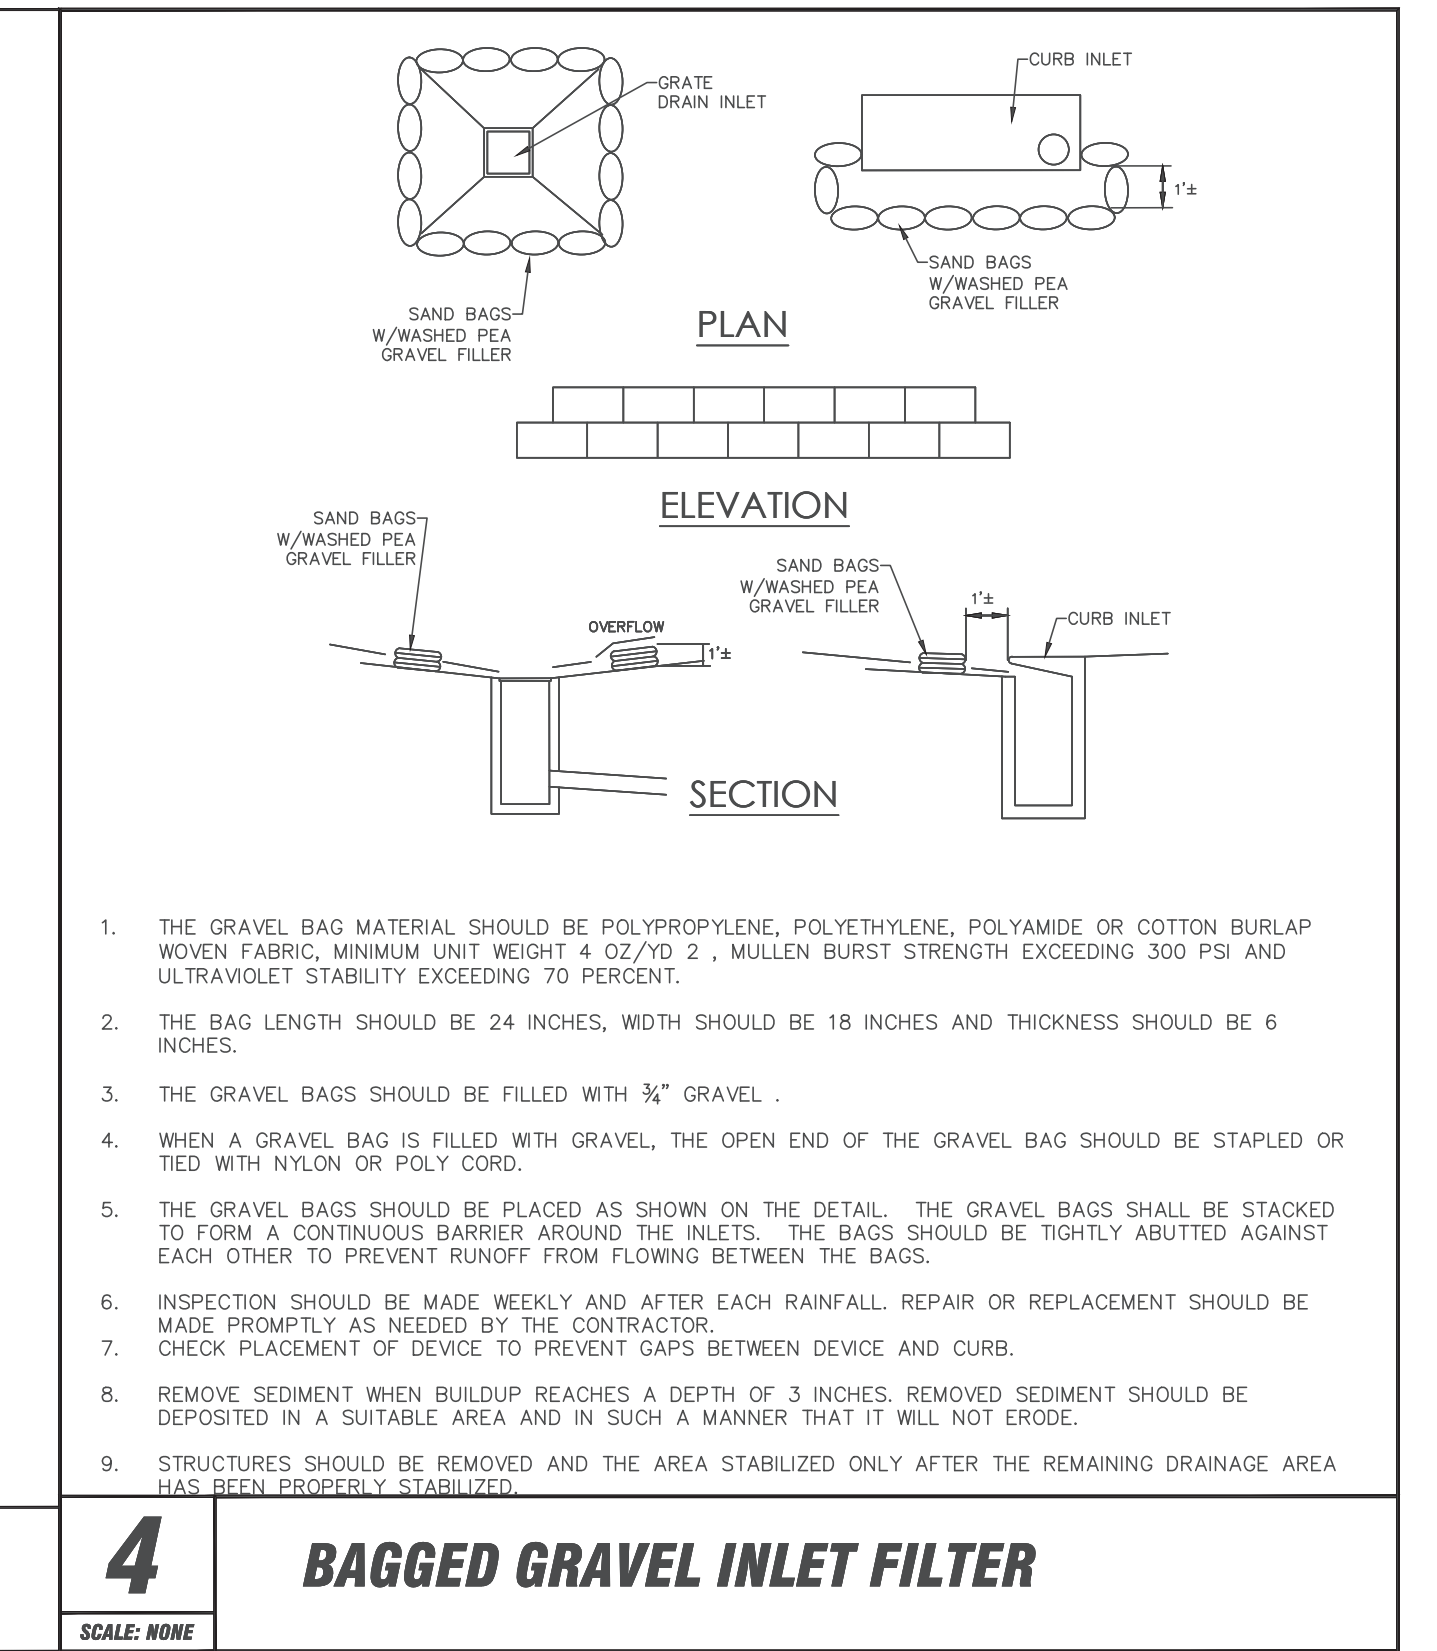 GRATE
DRAIN INLET
CURB INLET
1'±
SAND BAGS
W/WASHED PEA
GRAVEL FILLER
SAND BAGS
W/WASHED PEA
GRAVEL FILLER
PLAN
ELEVATION
SAND BAGS
W/WASHED PEA
GRAVEL FILLER
OVERFLOW
1'±
SAND BAGS
W/WASHED PEA
GRAVEL FILLER
1'±
CURB INLET
SECTION
1. THE GRAVEL BAG MATERIAL SHOULD BE POLYPROPYLENE, POLYETHYLENE, POLYAMIDE OR COTTON BURLAP
WOVEN FABRIC, MINIMUM UNIT WEIGHT 4 OZ/YD 2 , MULLEN BURST STRENGTH EXCEEDING 300 PSI AND
ULTRAVIOLET STABILITY EXCEEDING 70 PERCENT.
2. THE BAG LENGTH SHOULD BE 24 INCHES, WIDTH SHOULD BE 18 INCHES AND THICKNESS SHOULD BE 6
INCHES.
3. THE GRAVEL BAGS SHOULD BE FILLED WITH ¾” GRAVEL .
4. WHEN A GRAVEL BAG IS FILLED WITH GRAVEL, THE OPEN END OF THE GRAVEL BAG SHOULD BE STAPLED OR
TIED WITH NYLON OR POLY CORD.
5. THE GRAVEL BAGS SHOULD BE PLACED AS SHOWN ON THE DETAIL. THE GRAVEL BAGS SHALL BE STACKED
TO FORM A CONTINUOUS BARRIER AROUND THE INLETS. THE BAGS SHOULD BE TIGHTLY ABUTTED AGAINST
EACH OTHER TO PREVENT RUNOFF FROM FLOWING BETWEEN THE BAGS.
6. INSPECTION SHOULD BE MADE WEEKLY AND AFTER EACH RAINFALL. REPAIR OR REPLACEMENT SHOULD BE
MADE PROMPTLY AS NEEDED BY THE CONTRACTOR.
7. CHECK PLACEMENT OF DEVICE TO PREVENT GAPS BETWEEN DEVICE AND CURB.
8. REMOVE SEDIMENT WHEN BUILDUP REACHES A DEPTH OF 3 INCHES. REMOVED SEDIMENT SHOULD BE
DEPOSITED IN A SUITABLE AREA AND IN SUCH A MANNER THAT IT WILL NOT ERODE.
9. STRUCTURES SHOULD BE REMOVED AND THE AREA STABILIZED ONLY AFTER THE REMAINING DRAINAGE AREA
HAS BEEN PROPERLY STABILIZED.
4
BAGGED GRAVEL INLET FILTER
SCALE: NONE